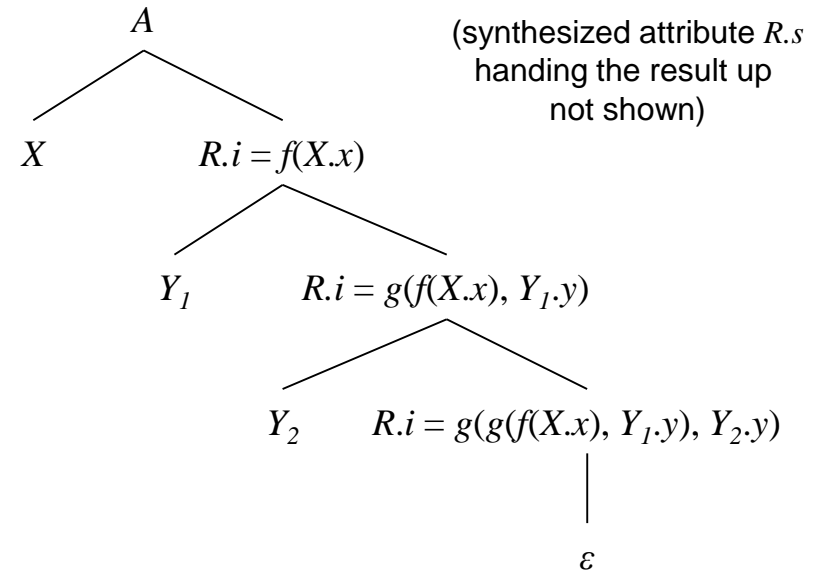 A
(synthesized attribute R.s
handing the result up
not shown)
X
R.i = f(X.x)
Y₁
R.i = g(f(X.x), Y₁.y)
Y₂
R.i = g(g(f(X.x), Y₁.y), Y₂.y)
ε